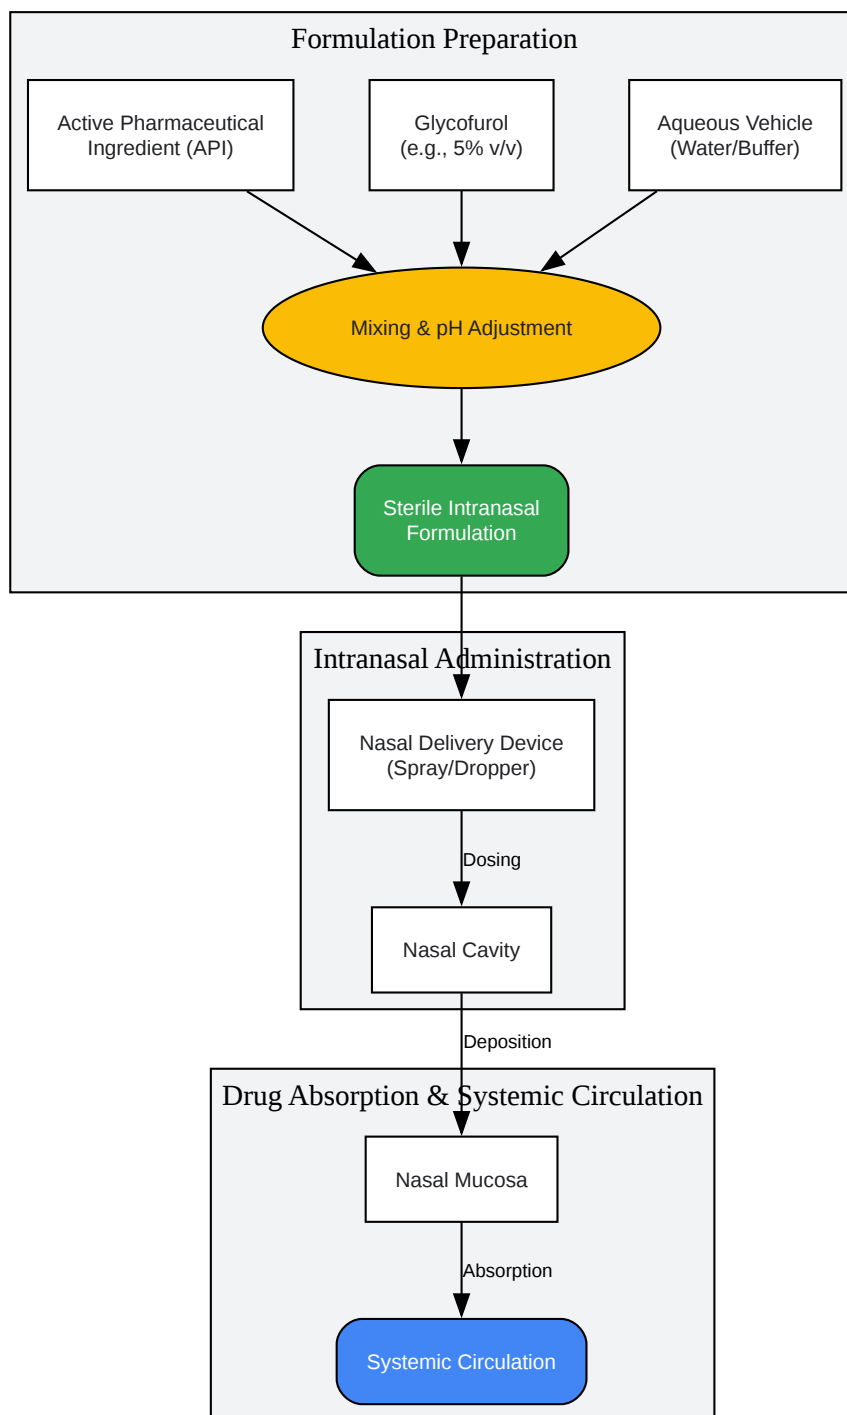 Formulation Preparation
Active Pharmaceutical
Ingredient (API)
Glycofurol
(e.g., 5% v/v)
Aqueous Vehicle
(Water/Buffer)
Mixing & pH Adjustment
Sterile Intranasal
Formulation
Intranasal Administration
Nasal Delivery Device
(Spray/Dropper)
Dosing
Nasal Cavity
Deposition
Drug Absorption & Systemic Circulation
Nasal Mucosa
Absorption
Systemic Circulation